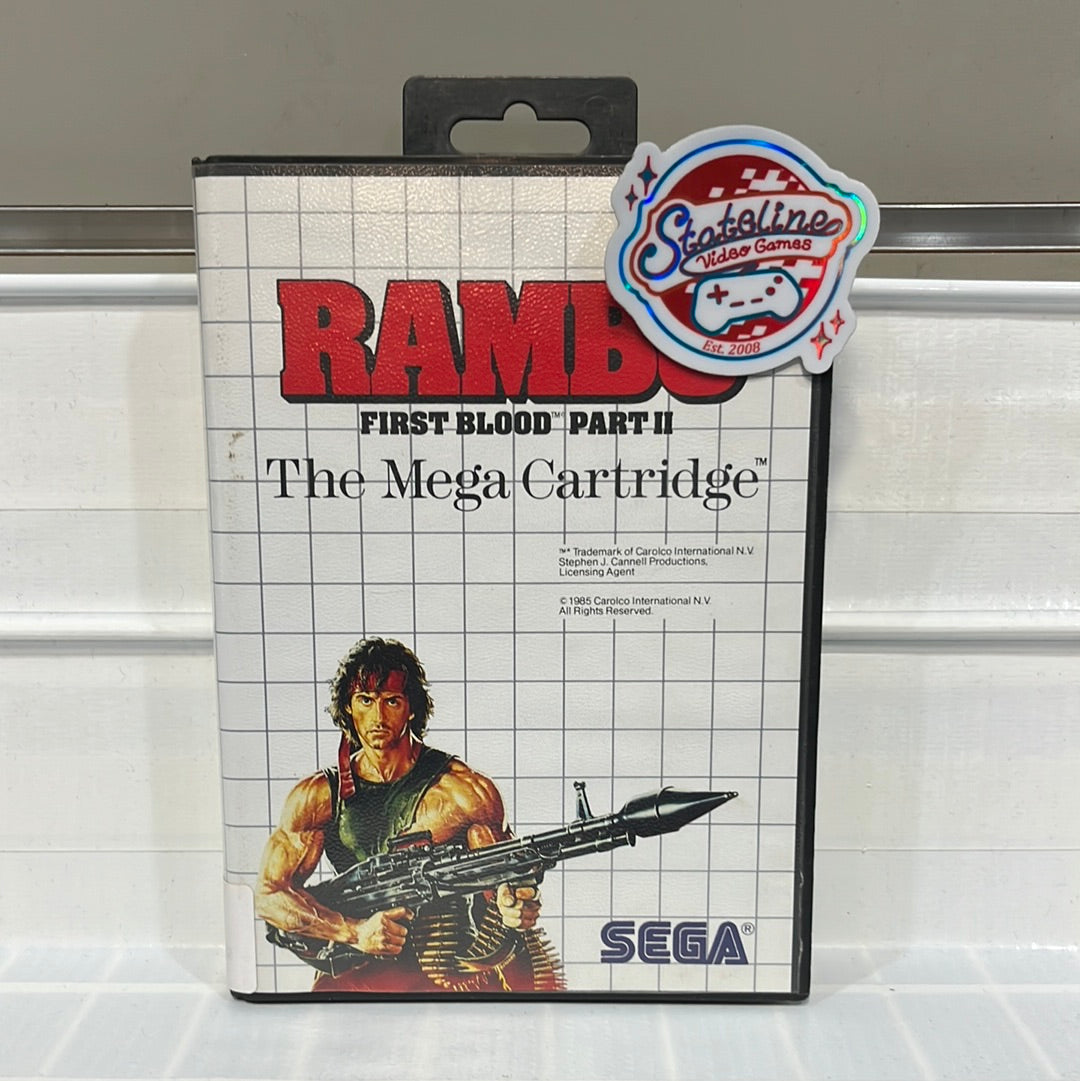 Stateline
Video Games
Est. 2008
RAMBO
FIRST BLOOD™ PART II
The Mega Cartridge™
™* Trademark of Carolco International N.V.
Stephen J. Cannell Productions,
Licensing Agent
© 1985 Carolco International N.V.
All Rights Reserved.
SEGA®